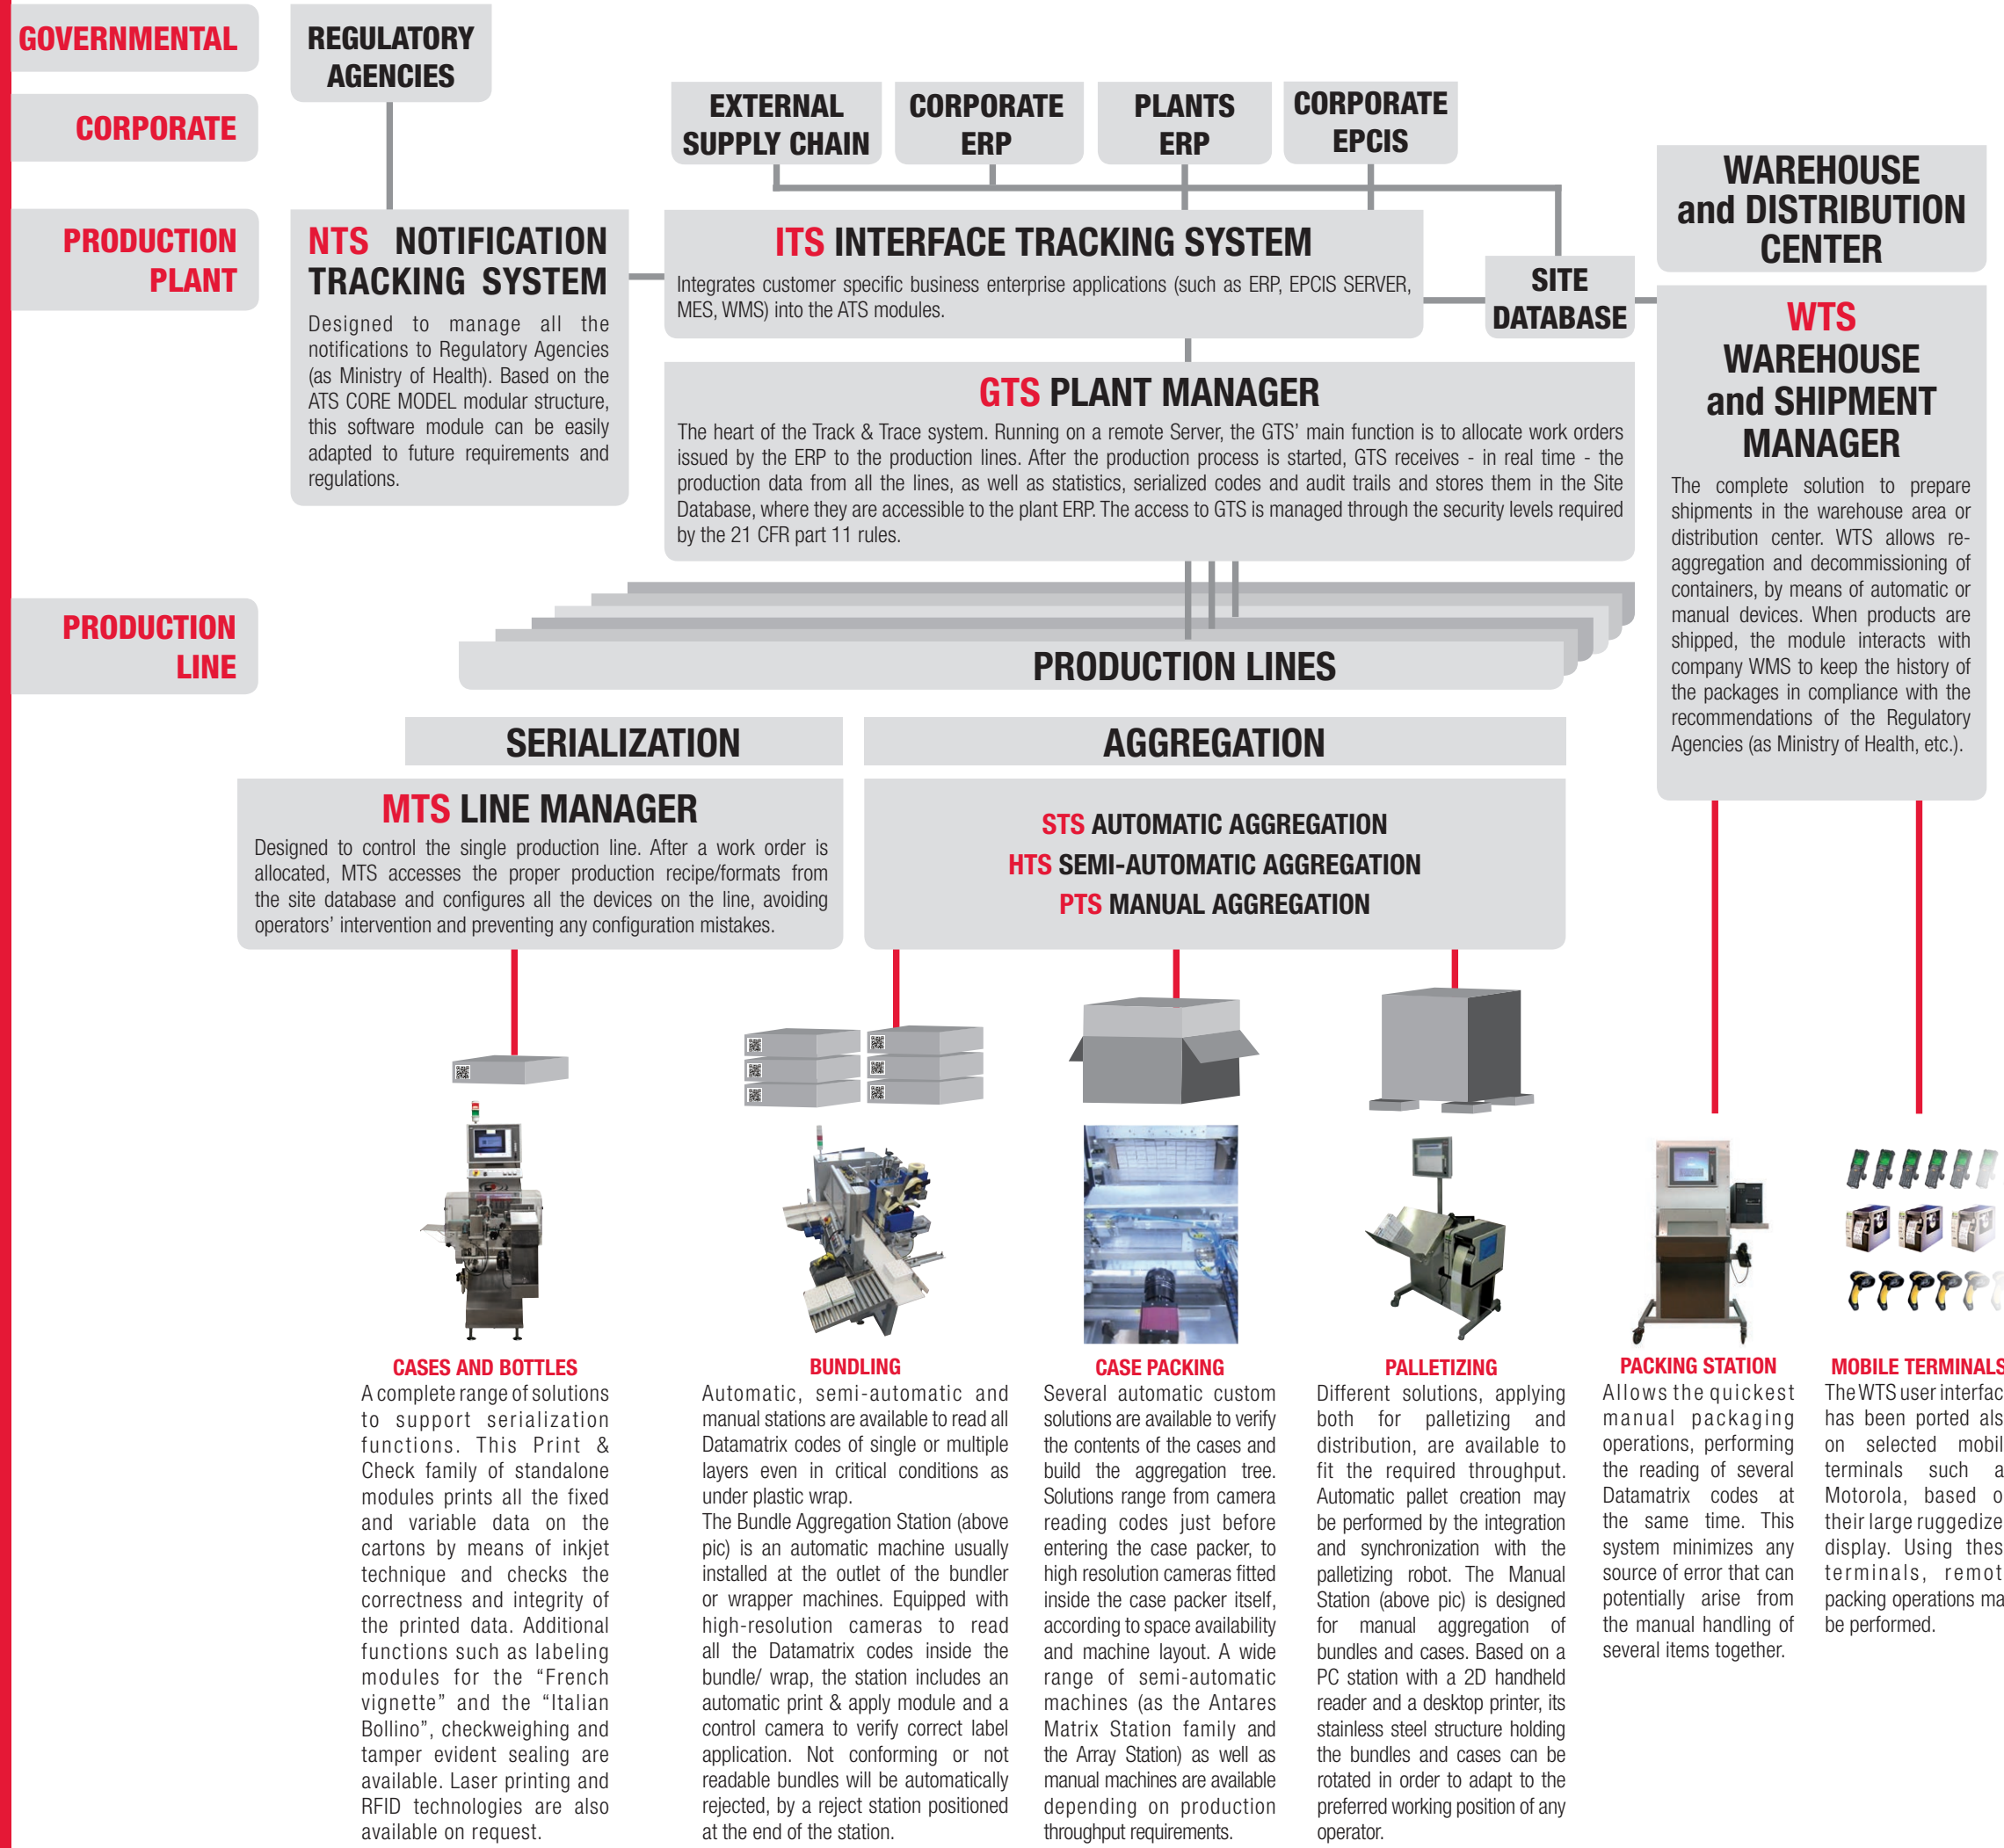 GOVERNMENTAL
CORPORATE
PRODUCTION
PLANT
PRODUCTION
LINE
REGULATORY
AGENCIES
EXTERNAL
SUPPLY CHAIN
CORPORATE
ERP
PLANTS
ERP
CORPORATE
EPCIS
NTS NOTIFICATION
TRACKING SYSTEM
Designed to manage all the
notifications to Regulatory Agencies
(as Ministry of Health). Based on the
ATS CORE MODEL modular structure,
this software module can be easily
adapted to future requirements and
regulations.
ITS INTERFACE TRACKING SYSTEM
Integrates customer specific business enterprise applications (such as ERP, EPCIS SERVER,
MES, WMS) into the ATS modules.
SITE
DATABASE
GTS PLANT MANAGER
The heart of the Track & Trace system. Running on a remote Server, the GTS' main function is to allocate work orders
issued by the ERP to the production lines. After the production process is started, GTS receives - in real time - the
production data from all the lines, as well as statistics, serialized codes and audit trails and stores them in the Site
Database, where they are accessible to the plant ERP. The access to GTS is managed through the security levels required
by the 21 CFR part 11 rules.
WAREHOUSE
and DISTRIBUTION
CENTER
WTS
WAREHOUSE
and SHIPMENT
MANAGER
The complete solution to prepare
shipments in the warehouse area or
distribution center. WTS allows re-
aggregation and decommissioning of
containers, by means of automatic or
manual devices. When products are
shipped, the module interacts with
company WMS to keep the history of
the packages in compliance with the
recommendations of the Regulatory
Agencies (as Ministry of Health, etc.).
PRODUCTION LINES
SERIALIZATION
MTS LINE MANAGER
Designed to control the single production line. After a work order is
allocated, MTS accesses the proper production recipe/formats from
the site database and configures all the devices on the line, avoiding
operators' intervention and preventing any configuration mistakes.
AGGREGATION
STS AUTOMATIC AGGREGATION
HTS SEMI-AUTOMATIC AGGREGATION
PTS MANUAL AGGREGATION
CASES AND BOTTLES
A complete range of solutions
to support serialization
functions. This Print &
Check family of standalone
modules prints all the fixed
and variable data on the
cartons by means of inkjet
technique and checks the
correctness and integrity of
the printed data. Additional
functions such as labeling
modules for the "French
vignette" and the "Italian
Bollino", checkweighing and
tamper evident sealing are
available. Laser printing and
RFID technologies are also
available on request.
BUNDLING
Automatic, semi-automatic and
manual stations are available to read all
Datamatrix codes of single or multiple
layers even in critical conditions as
under plastic wrap.
The Bundle Aggregation Station (above
pic) is an automatic machine usually
installed at the outlet of the bundler
or wrapper machines. Equipped with
high-resolution cameras to read
all the Datamatrix codes inside the
bundle/ wrap, the station includes an
automatic print & apply module and a
control camera to verify correct label
application. Not conforming or not
readable bundles will be automatically
rejected, by a reject station positioned
at the end of the station.
CASE PACKING
Several automatic custom
solutions are available to verify
the contents of the cases and
build the aggregation tree.
Solutions range from camera
reading codes just before
entering the case packer, to
high resolution cameras fitted
inside the case packer itself,
according to space availability
and machine layout. A wide
range of semi-automatic
machines (as the Antares
Matrix Station family and
the Array Station) as well as
manual machines are available
depending on production
throughput requirements.
PALLETIZING
Different solutions, applying
both for palletizing and
distribution, are available to
fit the required throughput.
Automatic pallet creation may
be performed by the integration
and synchronization with the
palletizing robot. The Manual
Station (above pic) is designed
for manual aggregation of
bundles and cases. Based on a
PC station with a 2D handheld
reader and a desktop printer, its
stainless steel structure holding
the bundles and cases can be
rotated in order to adapt to the
preferred working position of any
operator.
PACKING STATION
Allows the quickest
manual packaging
operations, performing
the reading of several
Datamatrix codes at
the same time. This
system minimizes any
source of error that can
potentially arise from
the manual handling of
several items together.
MOBILE TERMINALS
The WTS user interfac
has been ported als
on selected mobil
terminals such a
Motorola, based o
their large ruggedize
display. Using thes
terminals, remot
packing operations ma
be performed.